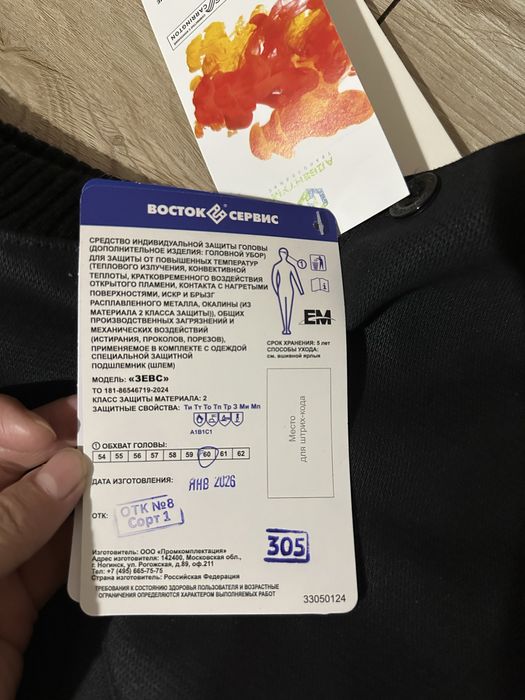 CARRINGTON
ВОСТОК СЕРВИС
СРЕДСТВО ИНДИВИДУАЛЬНОЙ ЗАЩИТЫ ГОЛОВЫ
(ДОПОЛНИТЕЛЬНОЕ ИЗДЕЛИЯ: ГОЛОВНОЙ УБОР)
ДЛЯ ЗАЩИТЫ ОТ ПОВЫШЕННЫХ ТЕМПЕРАТУР
(ТЕПЛОВОГО ИЗЛУЧЕНИЯ, КОНВЕКТИВНОЙ
ТЕПЛОТЫ, КРАТКОВРЕМЕННОГО ВОЗДЕЙСТВИЯ
ОТКРЫТОГО ПЛАМЕНИ, КОНТАКТА С НАГРЕТЫМИ
ПОВЕРХНОСТЯМИ, ИСКР И БРЫЗГ
РАСПЛАВЛЕННОГО МЕТАЛЛА, ОКАЛИНЫ (ИЗ
МАТЕРИАЛА 2 КЛАССА ЗАЩИТЫ)), ОБЩИХ
ПРОИЗВОДСТВЕННЫХ ЗАГРЯЗНЕНИЙ И
МЕХАНИЧЕСКИХ ВОЗДЕЙСТВИЙ
(ИСТИРАНИЯ, ПРОКОЛОВ, ПОРЕЗОВ),
ПРИМЕНЯЕМОЕ В КОМПЛЕКТЕ С ОДЕЖДОЙ
СПЕЦИАЛЬНОЙ ЗАЩИТНОЙ
ПОДШЛЕМНИК (ШЛЕМ)
МОДЕЛЬ: «ЗЕВС»
ТО 181-86546719-2024
КЛАСС ЗАЩИТЫ МАТЕРИАЛА: 2
ЗАЩИТНЫЕ СВОЙСТВА: Ти Тт То Тп Тр З Ми Мп
A1B1C1
① ОБХВАТ ГОЛОВЫ:
54 55 56 57 58 59 60 61 62
ДАТА ИЗГОТОВЛЕНИЯ: ЯНВ 2026
ОТК: ОТК №8
Сорт 1
Изготовитель: ООО «Промкомплектация»
Адрес изготовителя: 142400, Московская обл.,
г. Ногинск, ул. Рогожская, д.89, оф.211
Тел: +7 (495) 665-75-75
Страна изготовитель: Российская Федерация
ТРЕБОВАНИЯ К СОСТОЯНИЮ ЗДОРОВЬЯ ПОЛЬЗОВАТЕЛЯ И ВОЗРАСТНЫЕ
ОГРАНИЧЕНИЯ ОПРЕДЕЛЯЮТСЯ ХАРАКТЕРОМ ВЫПОЛНЯЕМЫХ РАБОТ
①
ЕМ
СРОК ХРАНЕНИЯ: 5 лет
СПОСОБЫ УХОДА:
см. вшивной ярлык
Место
для штрих-кода
305
33050124